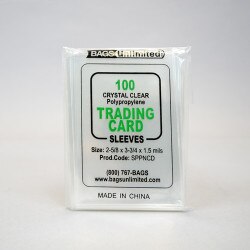 BAGS Unlimited
100
CRYSTAL CLEAR
Polypropylene
TRADING
CARD
SLEEVES
Size: 2-5/8 x 3-3/4 x 1.5 mils
Prod.Code: SPPNCD
(800) 767-BAGS
www.bagsunlimited.com
MADE IN CHINA